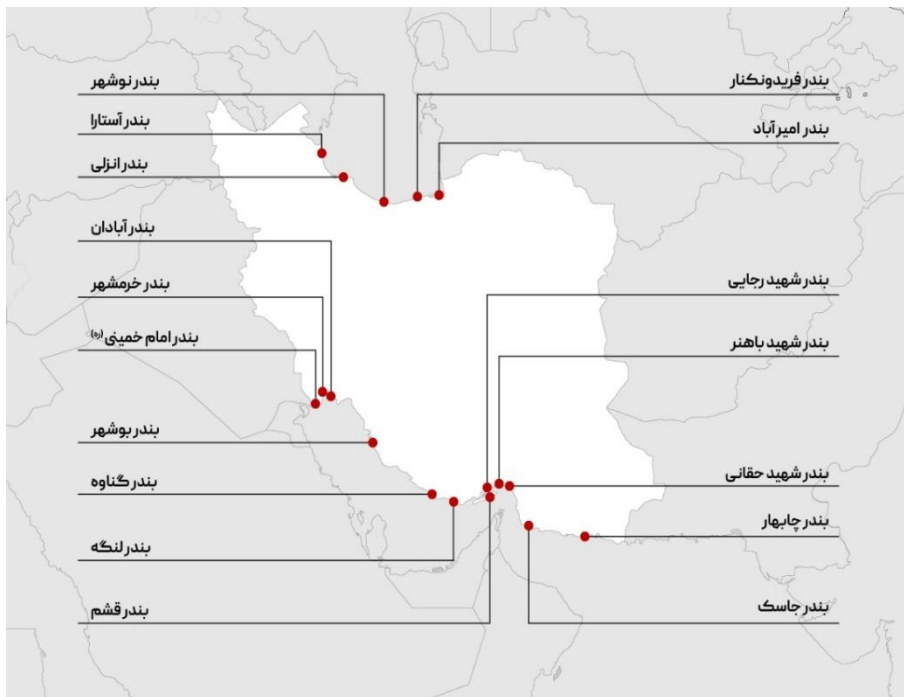 بندر فریدونکنار
بندر امیرآباد
بندر شهید رجایی
بندر شهید باهنر
بندر شهید حقانی
بندر چابهار
بندر جاسک
بندر نوشهر
بندر آستارا
بندر انزلی
بندر آبادان
بندر خرمشهر
بندر امام خمینی (ره)
بندر بوشهر
بندر گناوه
بندر لنگه
بندر قشم